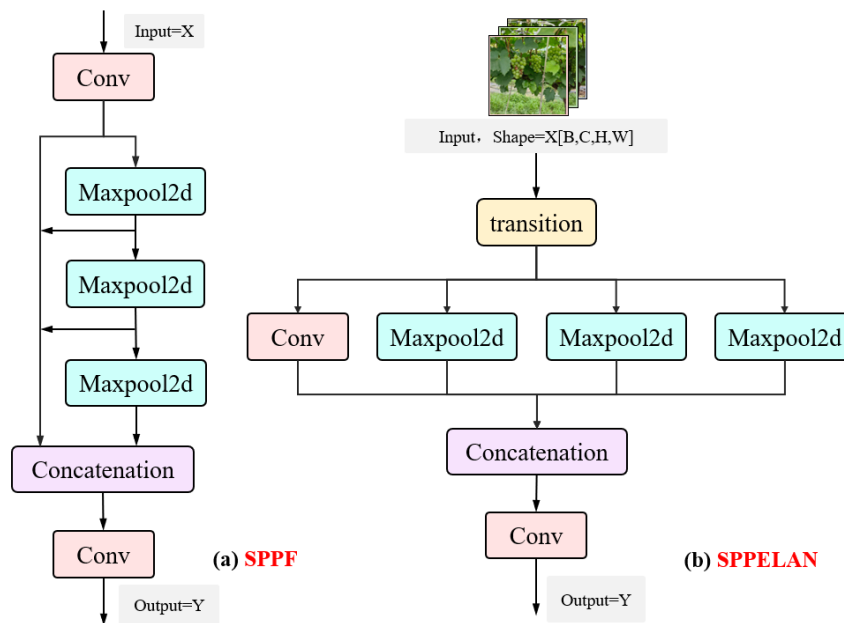 Input=X
Conv
Maxpool2d
Maxpool2d
Maxpool2d
Concatenation
Conv
(a) SPPF
Output=Y
Input，Shape=X[B,C,H,W]
transition
Conv
Maxpool2d
Maxpool2d
Maxpool2d
Concatenation
Conv
(b) SPPELAN
Output=Y